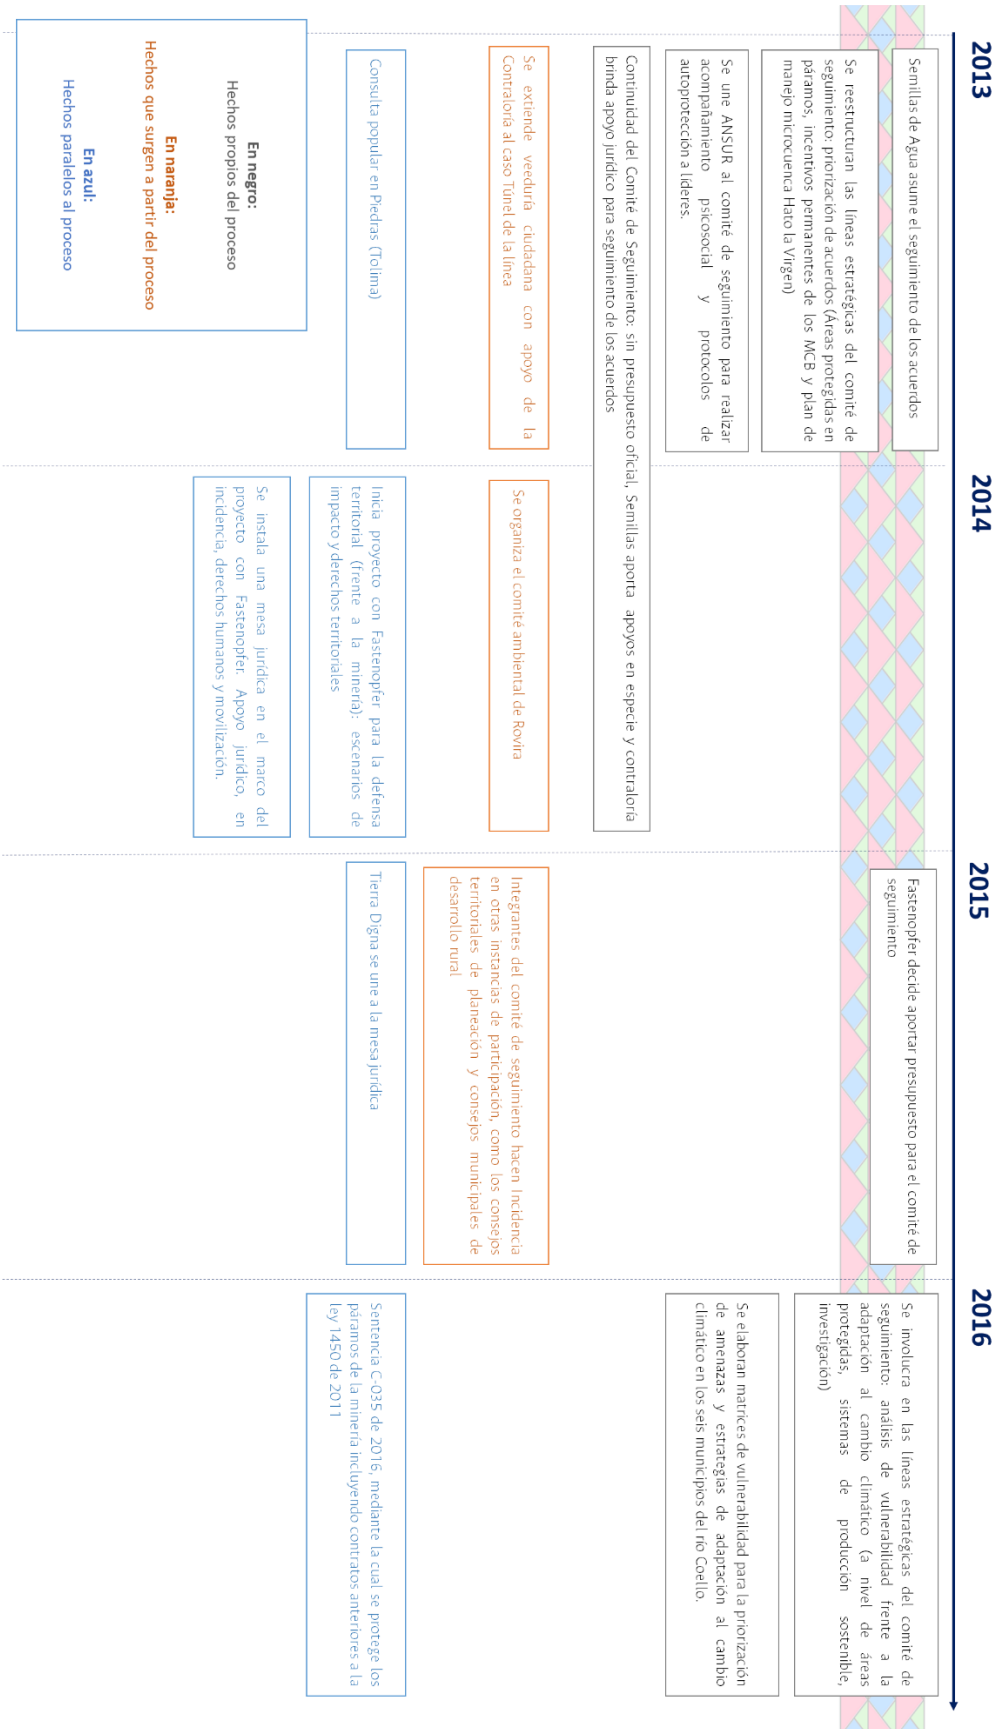 2013
Semillas de Agua asume el seguimiento de los acuerdos
Se reestructuran las líneas estratégicas del comité de
seguimiento: priorización de acuerdos (Áreas protegidas en
páramos, incentivos permanentes de los MCB y plan de
manejo microcuenca Hato la Virgen)
Se une ANSUR al comité de seguimiento para realizar
acompañamiento psicosocial y protocolos de
autoprotección a líderes.
Continuidad del Comité de Seguimiento: sin presupuesto oficial, Semillas aporta apoyos en especie y contraloría
brinda apoyo jurídico para seguimiento de los acuerdos
Se extiende veeduría ciudadana con apoyo de la
Contraloría al caso Túnel de la línea
Consulta popular en Piedras (Tolima)
En negro:
Hechos propios del proceso
En naranja:
Hechos que surgen a partir del proceso
En azul:
Hechos paralelos al proceso
2014
Se organiza el comité ambiental de Rovira
Inicia proyecto con Fastenopfer para la defensa
territorial (frente a la minería): escenarios de
impacto y derechos territoriales
Se instala una mesa jurídica en el marco del
proyecto con Fastenopfer. Apoyo jurídico, en
incidencia, derechos humanos y movilización.
2015
Fastenopfer decide aportar presupuesto para el comité de
seguimiento
Integrantes del comité de seguimiento hacen Incidencia
en otras instancias de participación, como los consejos
territoriales de planeación y consejos municipales de
desarrollo rural
Tierra Digna se une a la mesa jurídica
2016
Se involucra en las líneas estratégicas del comité de
seguimiento: análisis de vulnerabilidad frente a la
adaptación al cambio climático (a nivel de áreas
protegidas, sistemas de producción sostenible,
investigación)
Se elaboran matrices de vulnerabilidad para la priorización
de amenazas y estrategias de adaptación al cambio
climático en los seis municipios del río Coello.
Sentencia C-035 de 2016, mediante la cual se protege los
páramos de la minería incluyendo contratos anteriores a la
ley 1450 de 2011